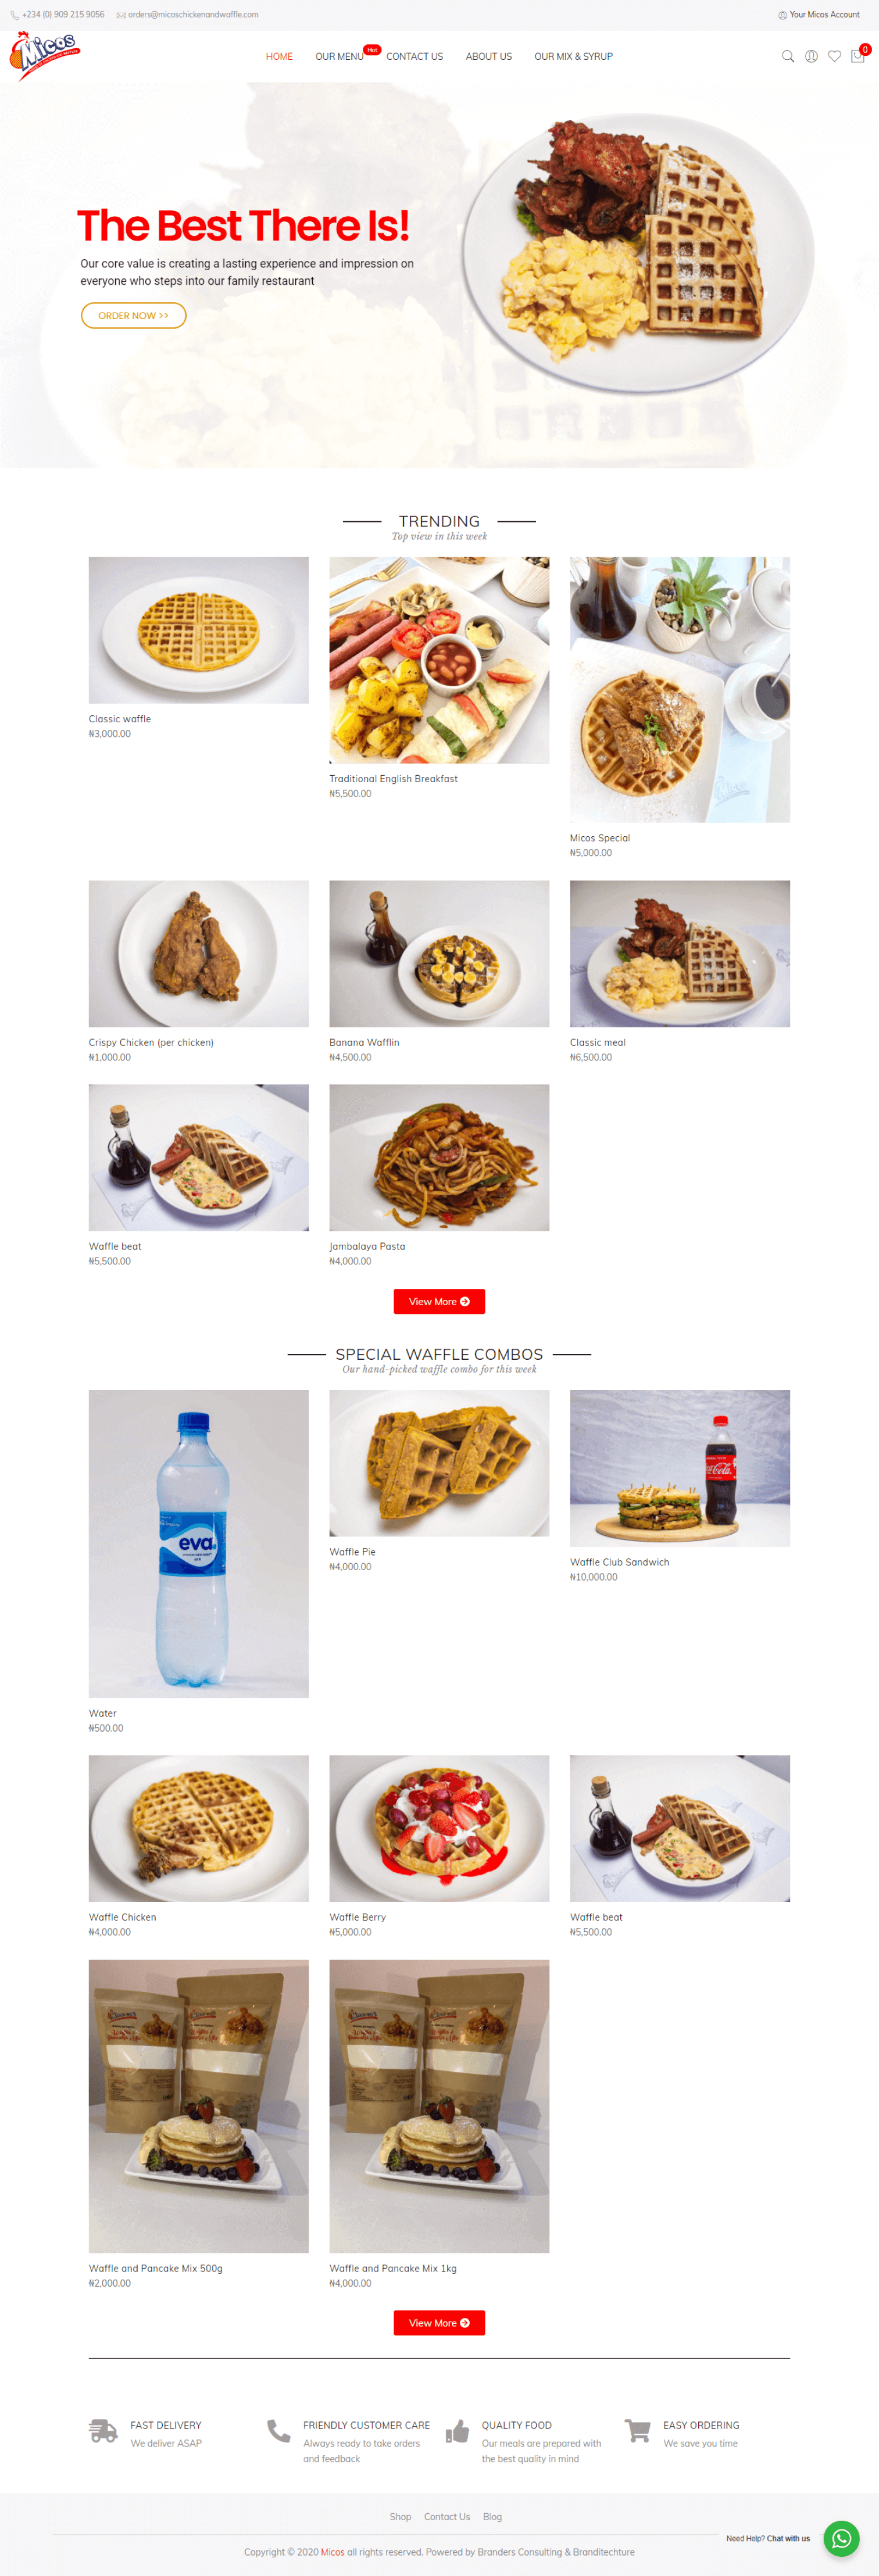 +234 (0) 909 215 9056 orders@micoschickenandwaffle.com Your Micos Account
Micos
HOME OUR MENU Hot CONTACT US ABOUT US OUR MIX & SYRUP 0
The Best There Is!
Our core value is creating a lasting experience and impression on
everyone who steps into our family restaurant
ORDER NOW >>
TRENDING
Top view in this week
Classic waffle
₦3,000.00
Traditional English Breakfast
₦5,500.00
Micos Special
₦5,000.00
Crispy Chicken (per chicken)
₦1,000.00
Banana Wafflin
₦4,500.00
Classic meal
₦6,500.00
Waffle beat
₦5,500.00
Jambalaya Pasta
₦4,000.00
View More
SPECIAL WAFFLE COMBOS
Our hand-picked waffle combo for this week
eva
Water
₦500.00
Waffle Pie
₦4,000.00
Coca-Cola
Waffle Club Sandwich
₦10,000.00
Waffle Chicken
₦4,000.00
Waffle Berry
₦5,000.00
Waffle beat
₦5,500.00
Waffle and Pancake Mix 500g
₦2,000.00
Waffle and Pancake Mix 1kg
₦4,000.00
View More
FAST DELIVERY
We deliver ASAP
FRIENDLY CUSTOMER CARE
Always ready to take orders
and feedback
QUALITY FOOD
Our meals are prepared with
the best quality in mind
EASY ORDERING
We save you time
Shop Contact Us Blog
Need Help? Chat with us
Copyright © 2020 Micos all rights reserved. Powered by Branders Consulting & Branditechture